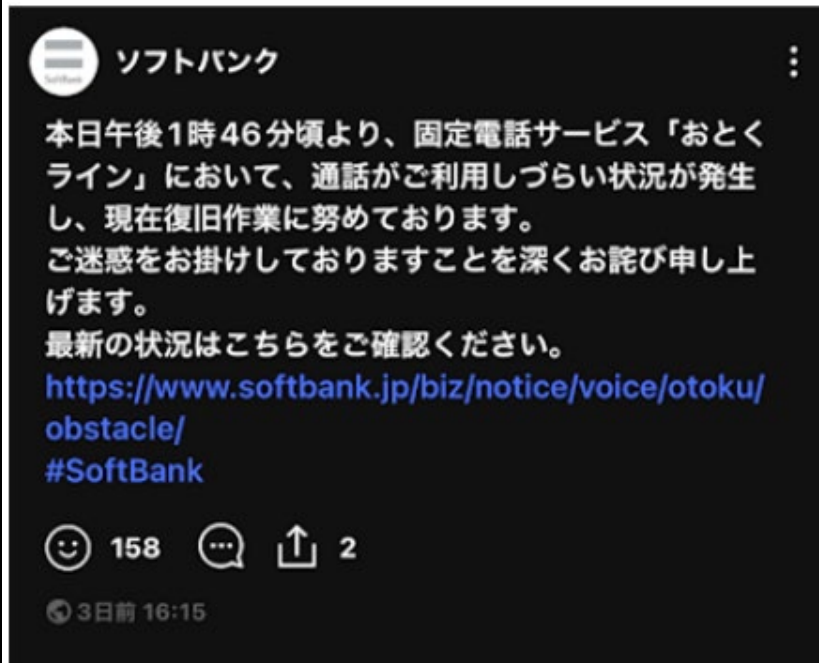 ソフトバンク
本日午後1時46分頃より、固定電話サービス「おとく
ライン」において、通話がご利用しづらい状況が発生
し、現在復旧作業に努めております。
ご迷惑をお掛けしておりますことを深くお詫び申し上
げます。
最新の状況はこちらをご確認ください。
https://www.softbank.jp/biz/notice/voice/otoku/
obstacle/
#SoftBank
158 2
3日前 16:15